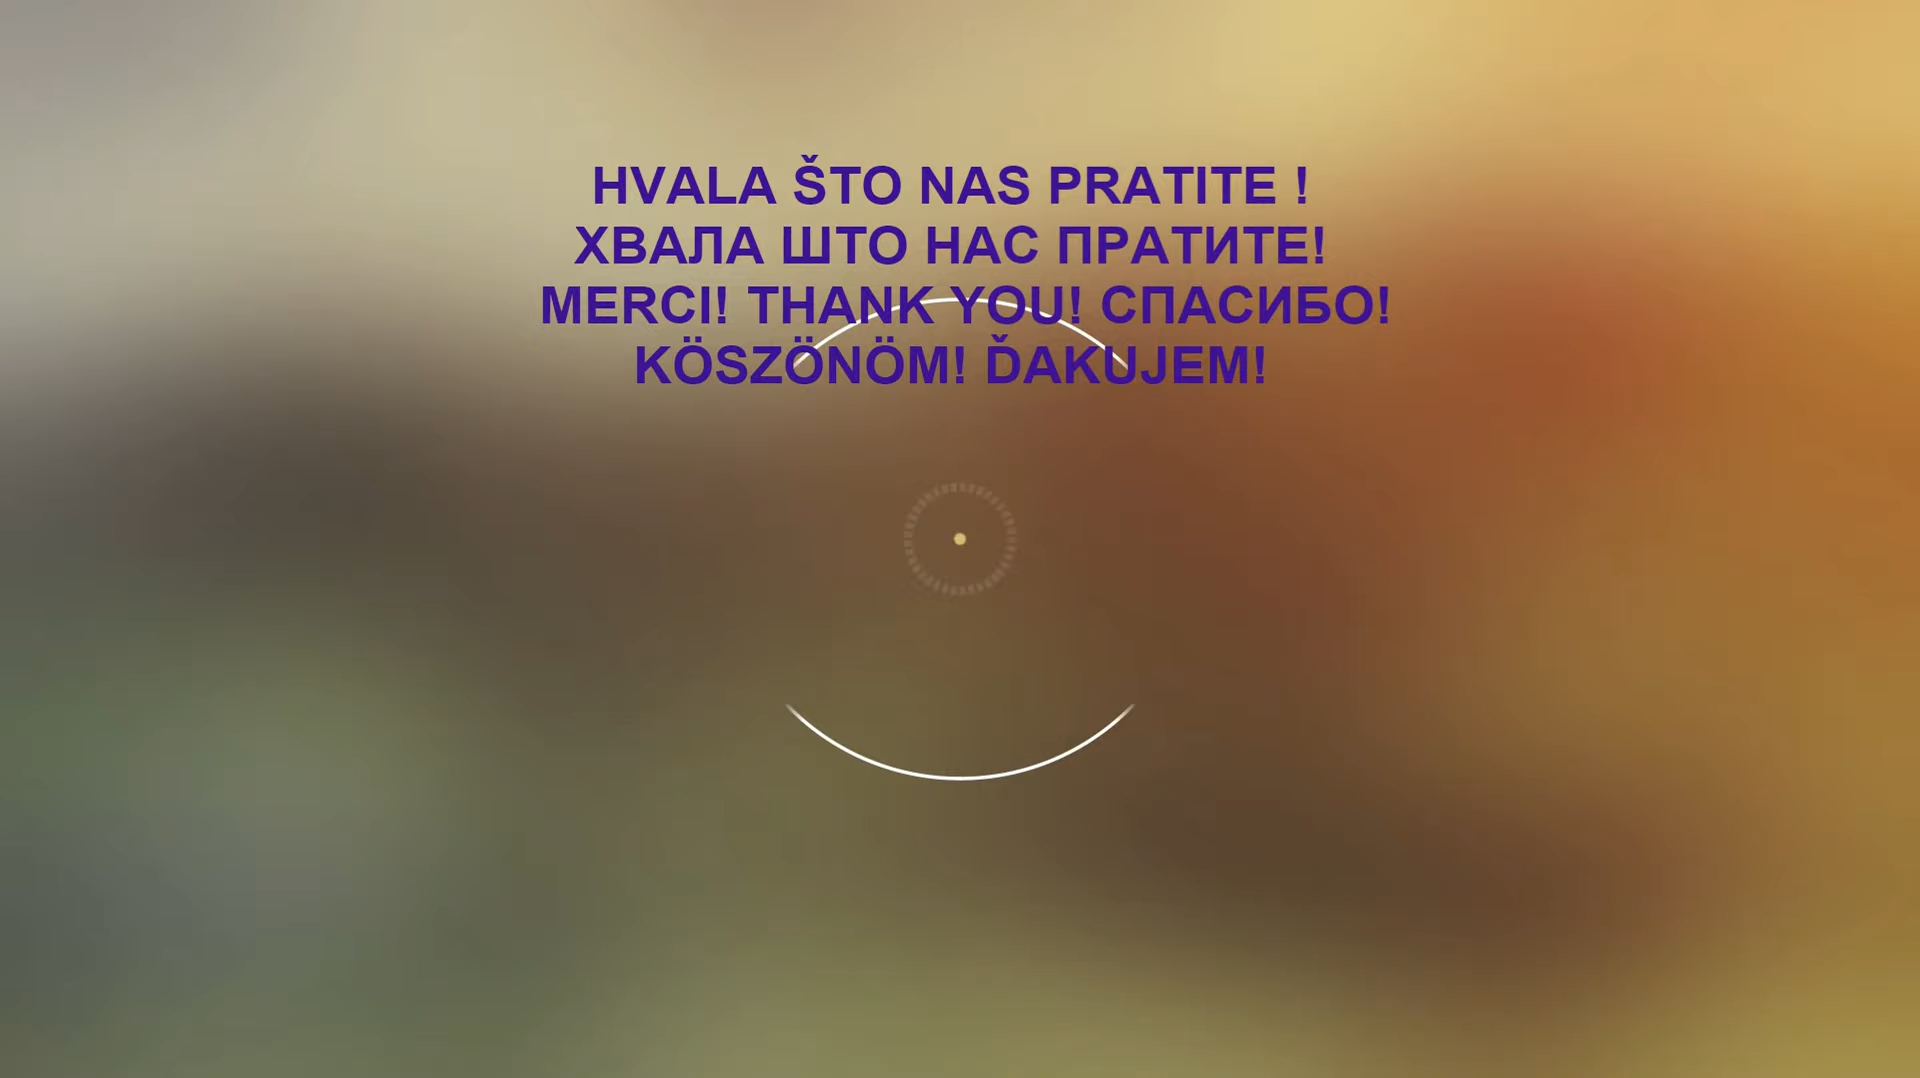 HVALA ŠTO NAS PRATITE !
ХВАЛА ШТО НАС ПРАТИТЕ!
MERCI! THANK YOU! СПАСИБО!
KÖSZÖNÖM! ĎAKUJEM!